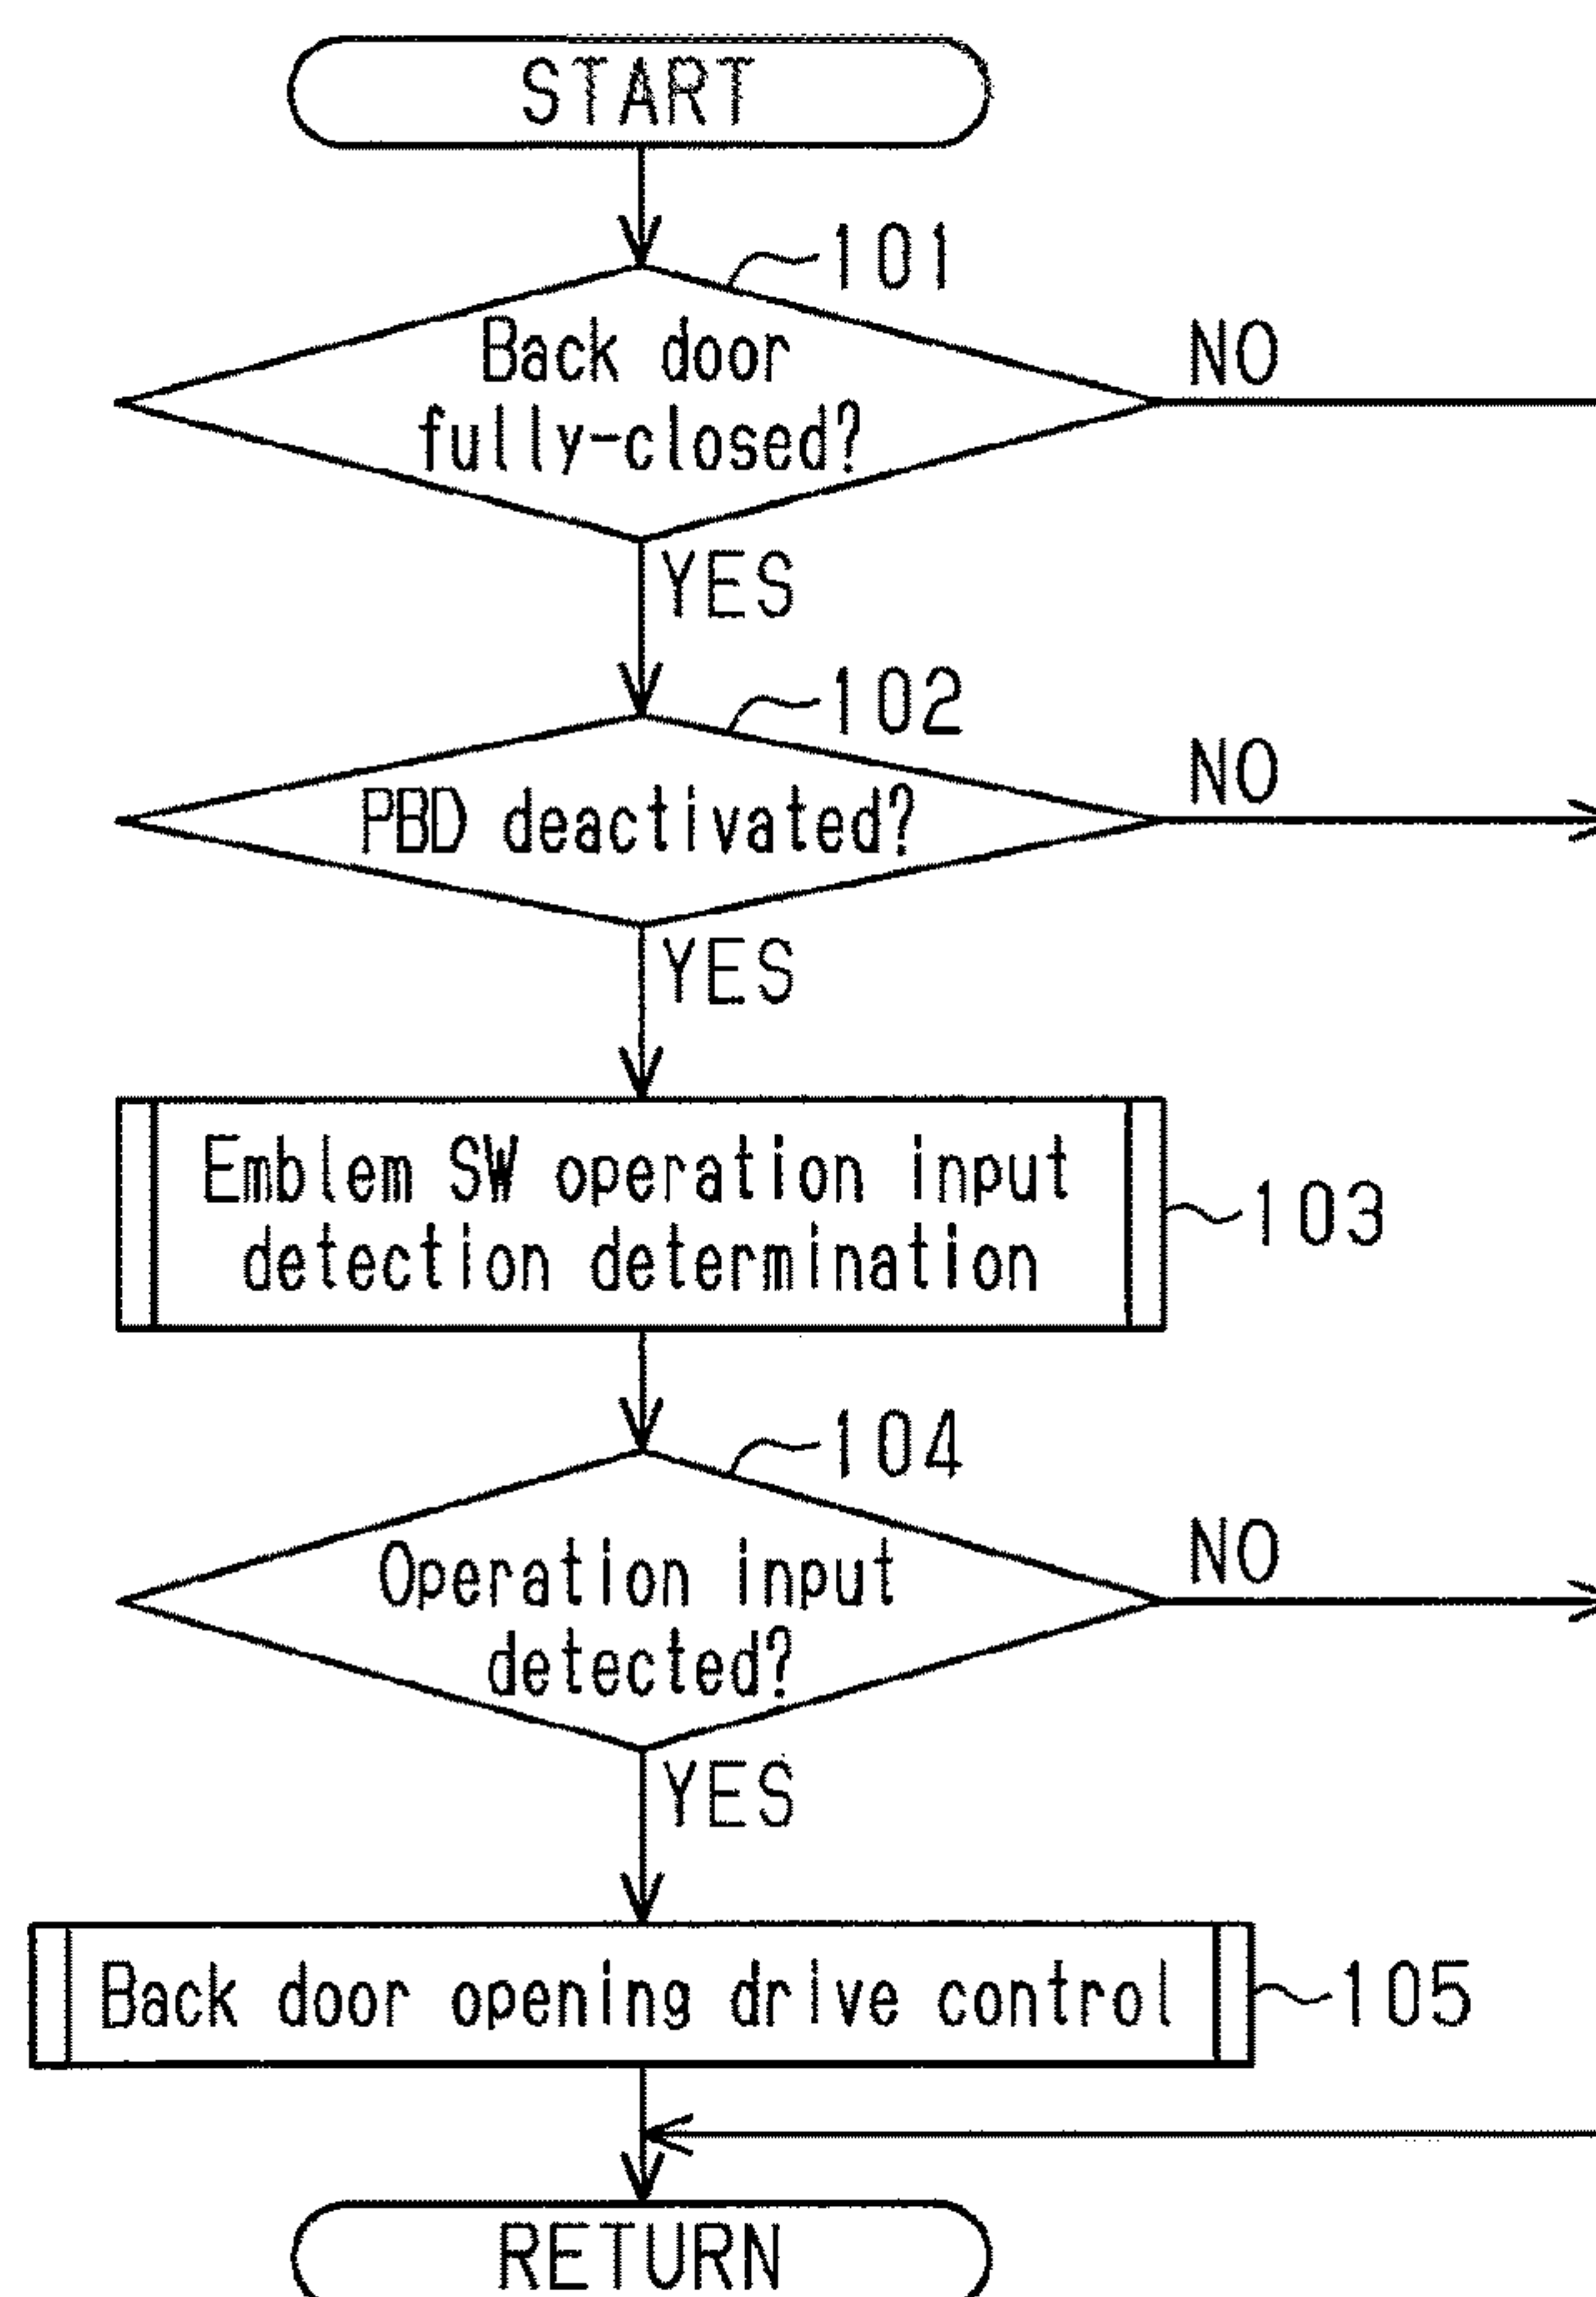 START
101
Back door
fully-closed?
NO
YES
102
PBD deactivated?
NO
YES
Emblem SW operation input
detection determination
103
104
Operation input
detected?
NO
YES
Back door opening drive control
105
RETURN